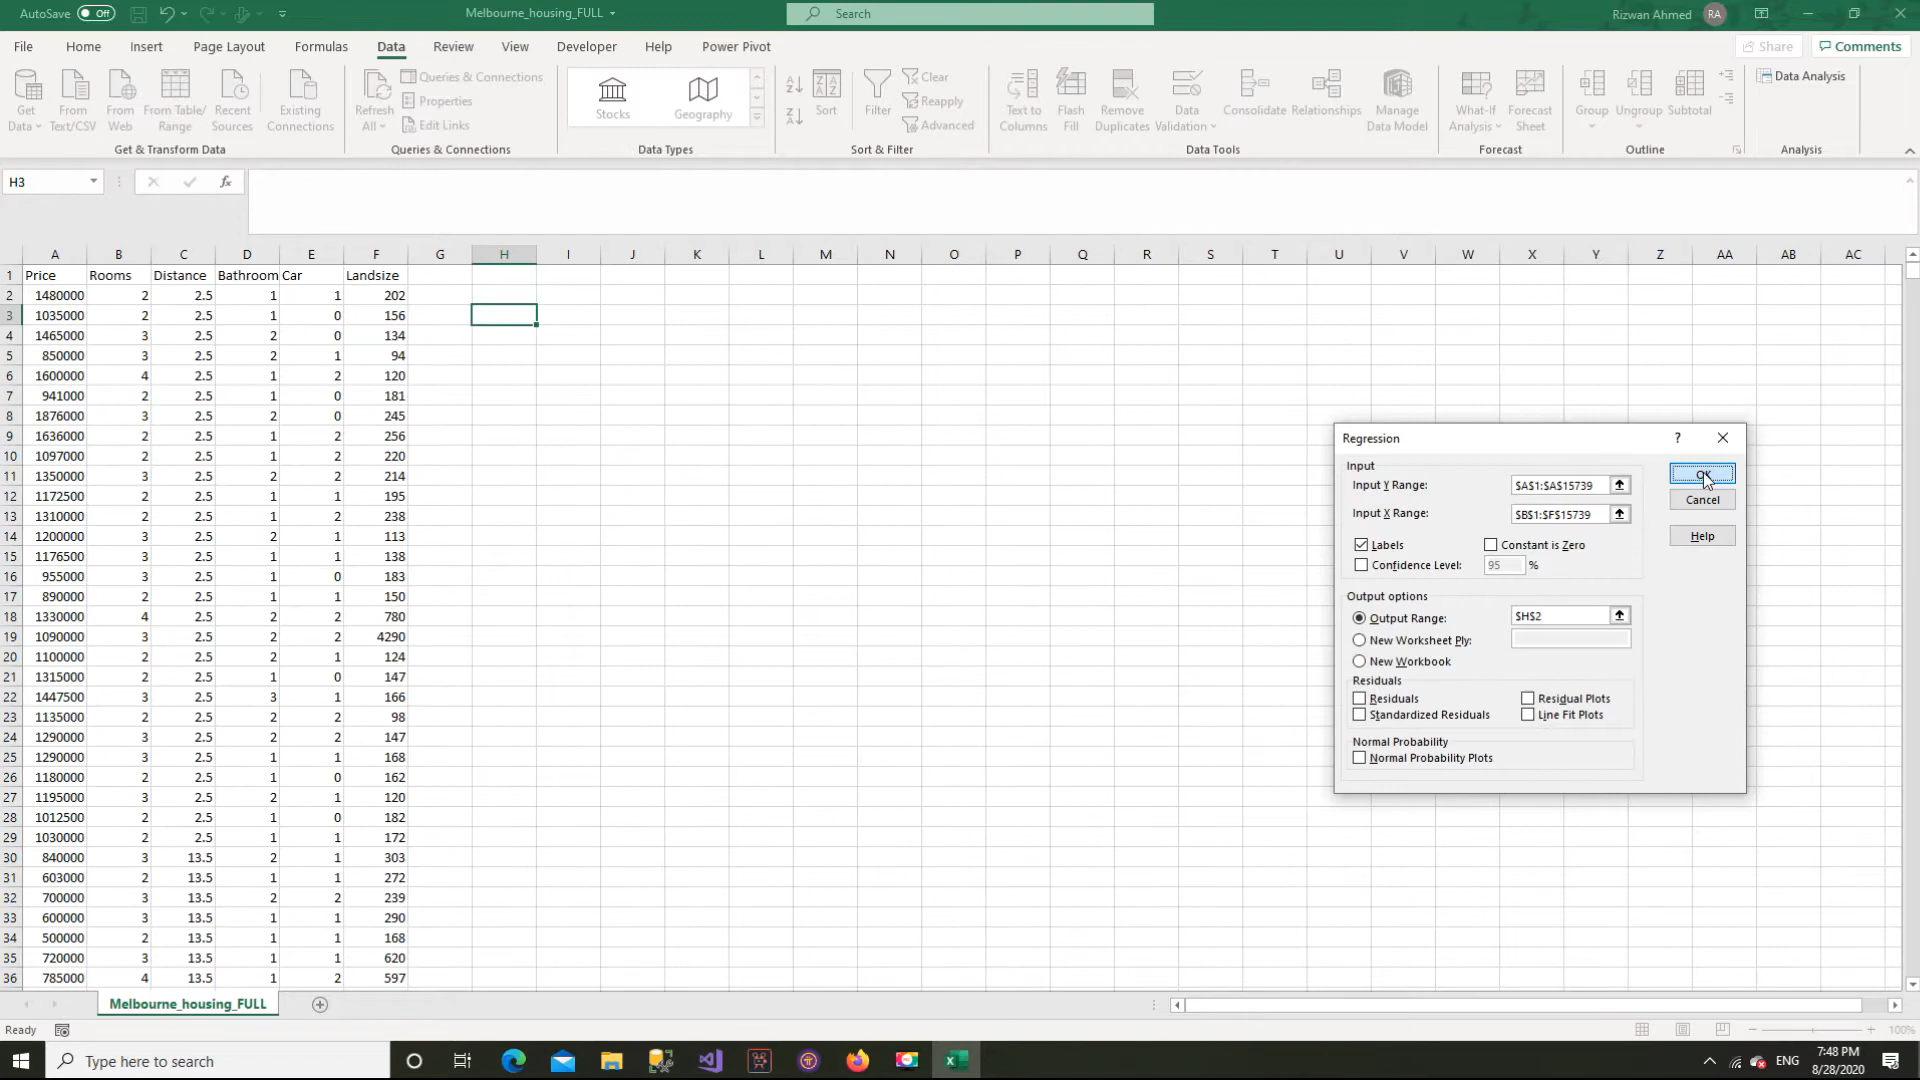 AutoSave Off Melbourne_housing_FULL Search Rizwan Ahmed RA
File Home Insert Page Layout Formulas Data Review View Developer Help Power Pivot Share Comments
Get Data From Text/CSV From Web From Table/Range Recent Sources Existing Connections
Get & Transform Data
Refresh All Queries & Connections Properties Edit Links
Queries & Connections
Stocks Geography
Data Types
Sort Filter Clear Reapply Advanced
Sort & Filter
Text to Columns Flash Fill Remove Duplicates Data Validation Consolidate Relationships Manage Data Model
Data Tools
What-If Analysis Forecast Sheet
Forecast
Group Ungroup Subtotal
Outline
Data Analysis
Analysis
H3 fx
A B C D E F G H I J K L M N O P Q R S T U V W X Y Z AA AB AC
1 Price Rooms Distance Bathroom Car Landsize
2 1480000 2 2.5 1 1 202
3 1035000 2 2.5 1 0 156
4 1465000 3 2.5 2 0 134
5 850000 3 2.5 2 1 94
6 1600000 4 2.5 1 2 120
7 941000 2 2.5 1 0 181
8 1876000 3 2.5 2 0 245
9 1636000 2 2.5 1 2 256
10 1097000 2 2.5 1 2 220
11 1350000 3 2.5 2 2 214
12 1172500 2 2.5 1 1 195
13 1310000 2 2.5 1 2 238
14 1200000 3 2.5 2 1 113
15 1176500 3 2.5 1 1 138
16 955000 3 2.5 1 0 183
17 890000 2 2.5 1 1 150
18 1330000 4 2.5 2 2 780
19 1090000 3 2.5 2 2 4290
20 1100000 2 2.5 2 1 124
21 1315000 2 2.5 1 0 147
22 1447500 3 2.5 3 1 166
23 1135000 2 2.5 2 2 98
24 1290000 3 2.5 2 2 147
25 1290000 3 2.5 1 1 168
26 1180000 2 2.5 1 0 162
27 1195000 3 2.5 2 1 120
28 1012500 2 2.5 1 0 182
29 1030000 2 2.5 1 1 172
30 840000 3 13.5 2 1 303
31 603000 2 13.5 1 1 272
32 700000 3 13.5 2 2 239
33 600000 3 13.5 1 1 290
34 500000 2 13.5 1 1 168
35 720000 3 13.5 1 1 620
36 785000 4 13.5 1 2 597
Regression ?
Input
Input Y Range: $A$1:$A$15739
OK
Input X Range: $B$1:$F$15739
Cancel
Labels Constant is Zero
Help
Confidence Level: 95 %
Output options
Output Range: $H$2
New Worksheet Ply:
New Workbook
Residuals
Residuals Residual Plots
Standardized Residuals Line Fit Plots
Normal Probability
Normal Probability Plots
Melbourne_housing_FULL
Ready 100%
Type here to search ENG 7:48 PM
8/28/2020